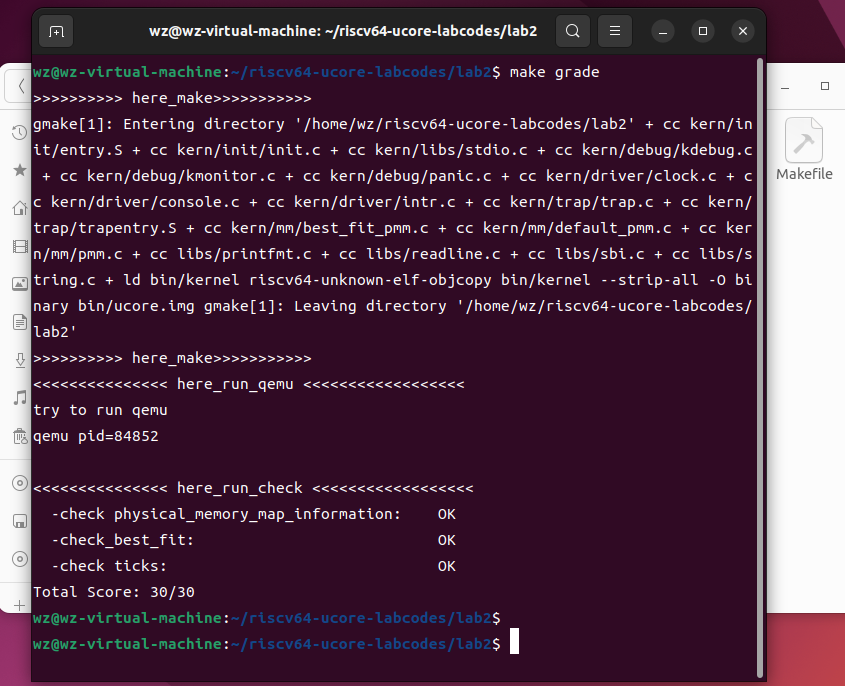 wz@wz-virtual-machine: ~/riscv64-ucore-labcodes/lab2
wz@wz-virtual-machine:~/riscv64-ucore-labcodes/lab2$ make grade
>>>>>>>>>> here_make>>>>>>>>>>>
gmake[1]: Entering directory '/home/wz/riscv64-ucore-labcodes/lab2' + cc kern/in
it/entry.S + cc kern/init/init.c + cc kern/libs/stdio.c + cc kern/debug/kdebug.c
 + cc kern/debug/kmonitor.c + cc kern/debug/panic.c + cc kern/driver/clock.c + c
c kern/driver/console.c + cc kern/driver/intr.c + cc kern/trap/trap.c + cc kern/
trap/trapentry.S + cc kern/mm/best_fit_pmm.c + cc kern/mm/default_pmm.c + cc ker
n/mm/pmm.c + cc libs/printfmt.c + cc libs/readline.c + cc libs/sbi.c + cc libs/s
tring.c + ld bin/kernel riscv64-unknown-elf-objcopy bin/kernel --strip-all -O bi
nary bin/ucore.img gmake[1]: Leaving directory '/home/wz/riscv64-ucore-labcodes/
lab2'
>>>>>>>>>> here_make>>>>>>>>>>>
<<<<<<<<<<<<<<< here_run_qemu <<<<<<<<<<<<<<<<<<
try to run qemu
qemu pid=84852
<<<<<<<<<<<<<<< here_run_check <<<<<<<<<<<<<<<<<<
  -check physical_memory_map_information:    OK
  -check_best_fit:                           OK
  -check ticks:                              OK
Total Score: 30/30
wz@wz-virtual-machine:~/riscv64-ucore-labcodes/lab2$
wz@wz-virtual-machine:~/riscv64-ucore-labcodes/lab2$
Makefile